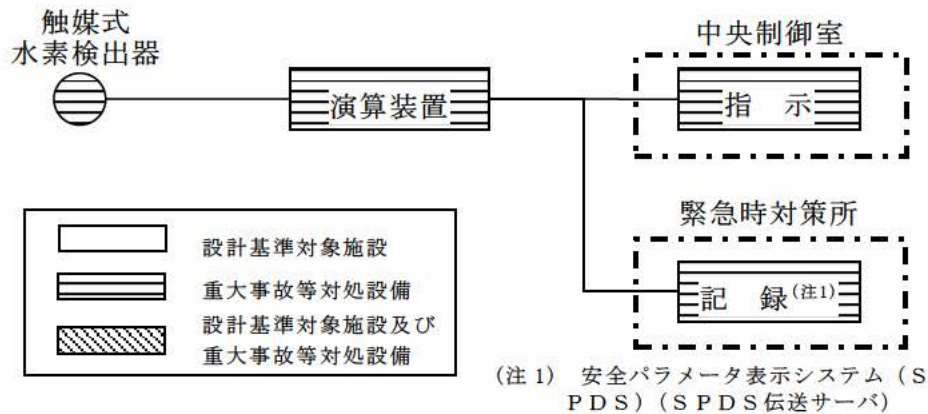 触媒式
水素検出器
演算装置
中央制御室
指　示
緊急時対策所
記　録(注1)
設計基準対象施設
重大事故等対処設備
設計基準対象施設及び
重大事故等対処設備
(注1)　安全パラメータ表示システム（S
PDS）（SPDS伝送サーバ）